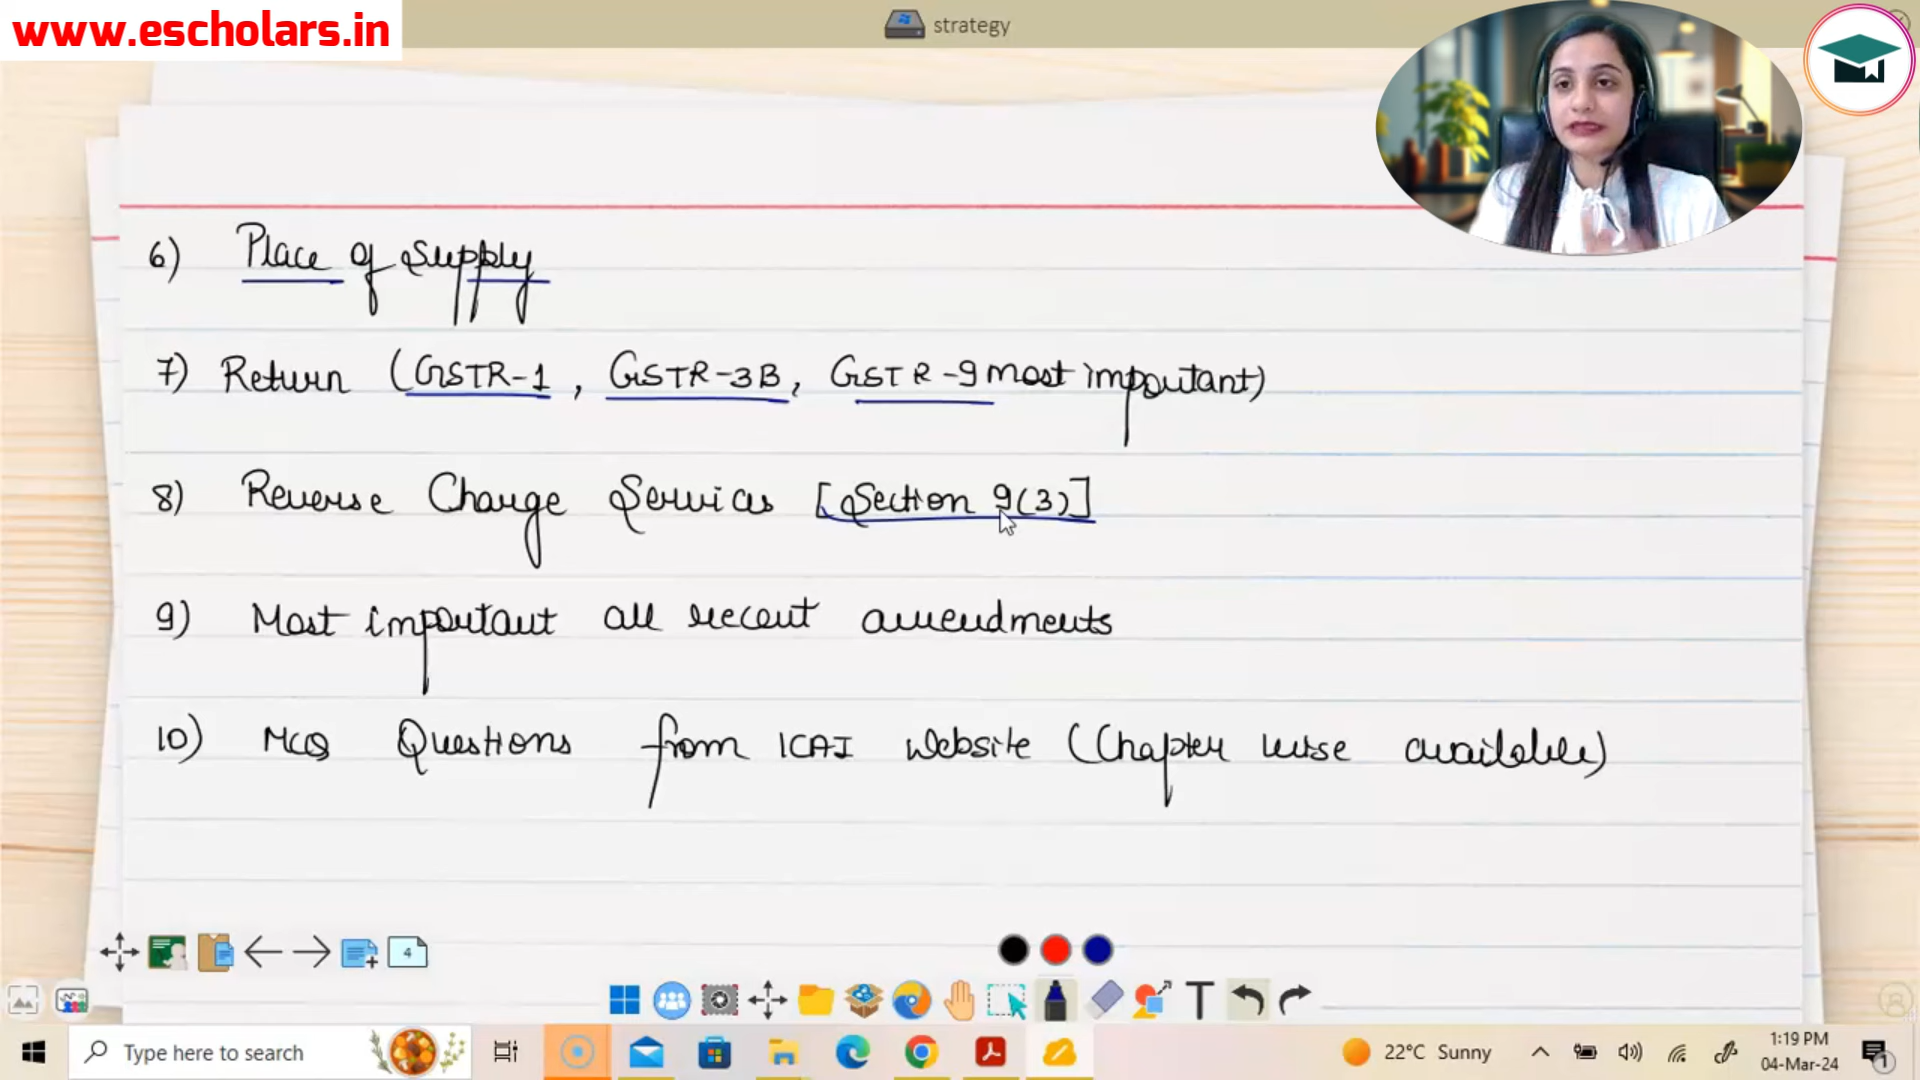 www.escholars.in
strategy
6) Place of Supply
7) Return (GSTR-1, GSTR-3B, GSTR-9 most important)
8) Reverse Charge Services [Section 9(3)]
9) Most important all recent amendments
10) MCQ Questions from ICAI Website (Chapter wise available)
4
T
Type here to search
22°C Sunny
1:19 PM
04-Mar-24
1